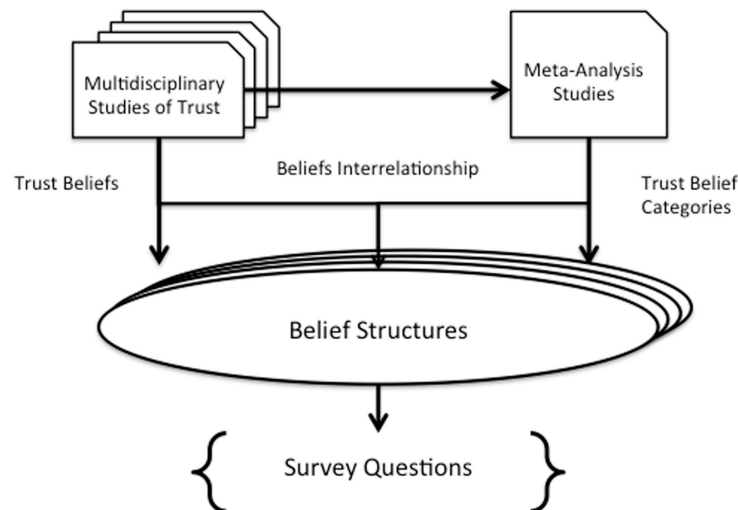 Multidisciplinary
Studies of Trust
Meta-Analysis
Studies
Trust Beliefs
Beliefs Interrelationship
Trust Belief
Categories
Belief Structures
Survey Questions